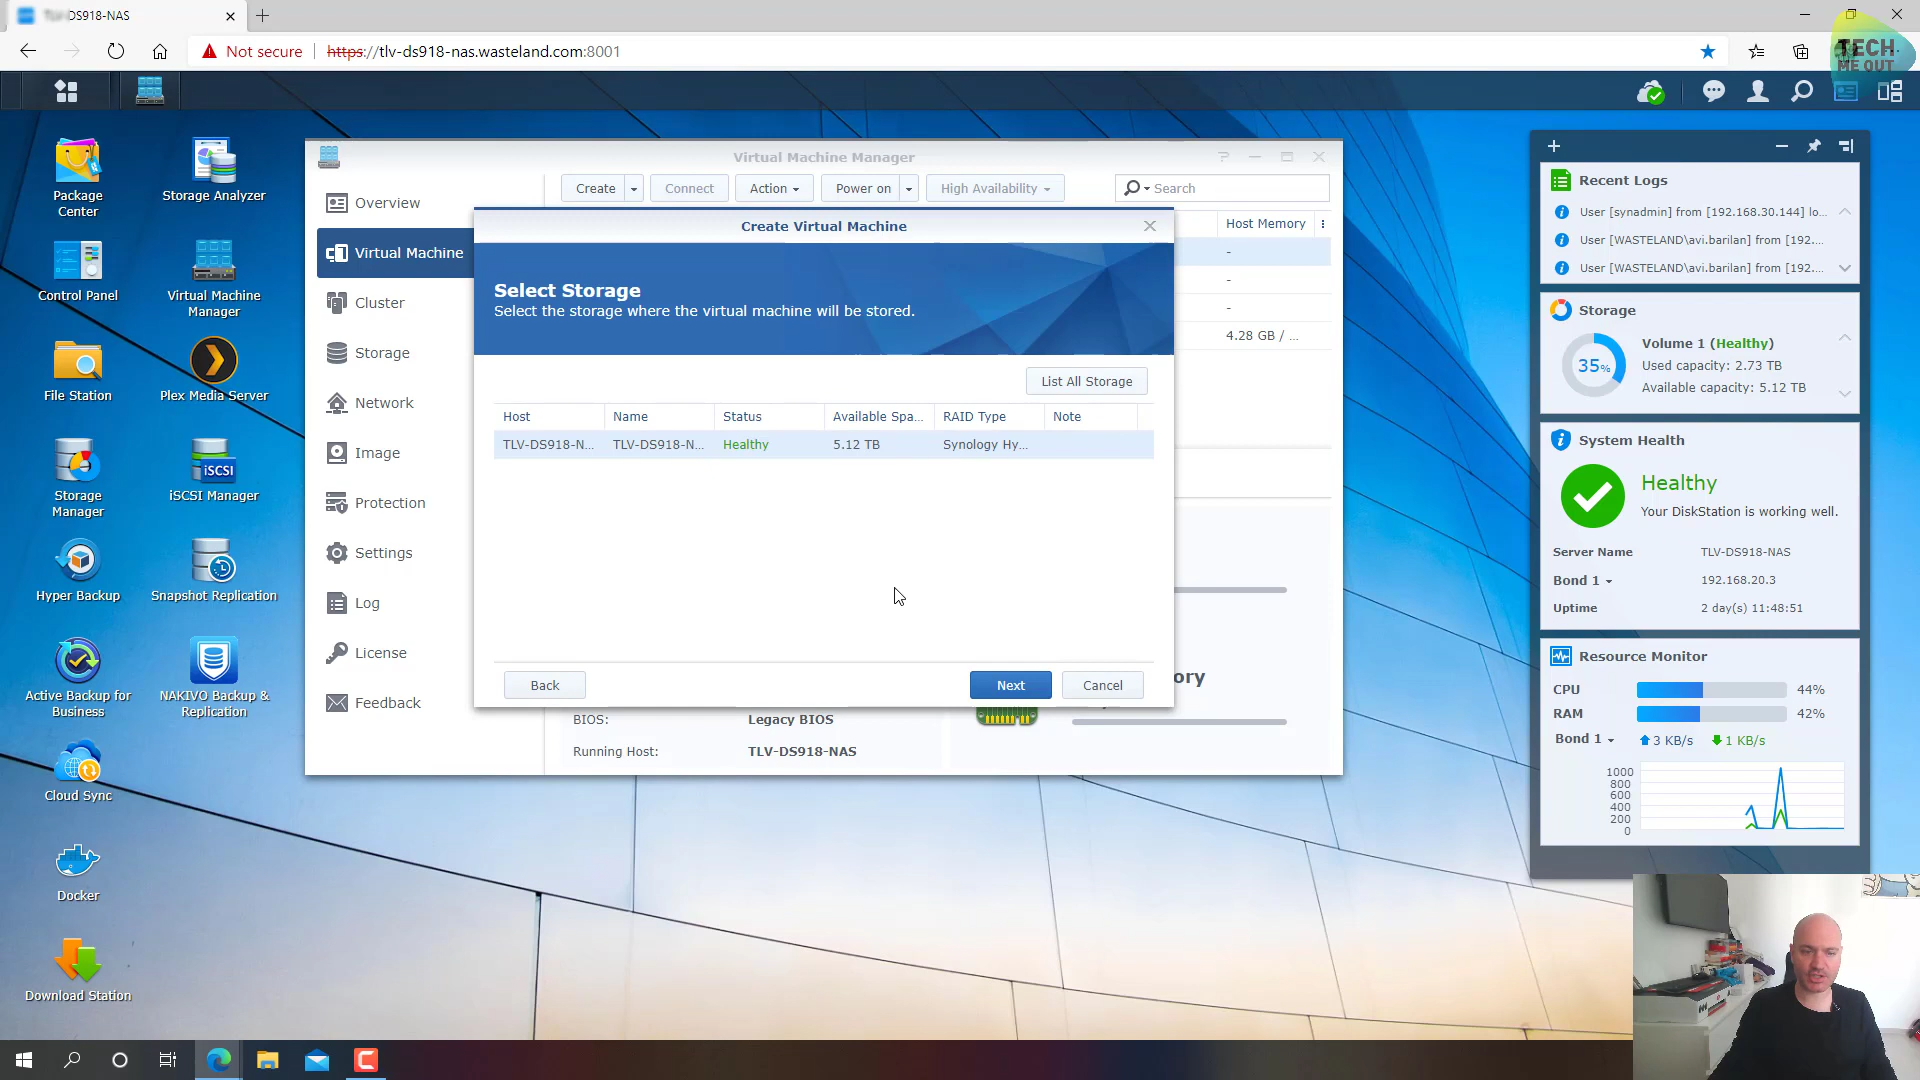 DS918-NAS
Not secure
https://tlv-ds918-nas.wasteland.com:8001
TECH
ME OUT
Package
Center
Storage Analyzer
Control Panel
Virtual Machine
Manager
File Station
Plex Media Server
Storage
Manager
iSCSI
iSCSI Manager
Hyper Backup
Snapshot Replication
Active Backup for
Business
NAKIVO Backup &
Replication
Cloud Sync
Docker
Download Station
Virtual Machine Manager
Overview
Virtual Machine
Cluster
Storage
Network
Image
Protection
Settings
Log
License
Feedback
Create
Connect
Action
Power on
High Availability
Search
Host Memory
-
-
-
4.28 GB / ...
Create Virtual Machine
Select Storage
Select the storage where the virtual machine will be stored.
List All Storage
Host Name Status Available Spa... RAID Type Note
TLV-DS918-N... TLV-DS918-N... Healthy 5.12 TB Synology Hy...
Back
Next
Cancel
ory
BIOS: Legacy BIOS
Running Host: TLV-DS918-NAS
Recent Logs
User [synadmin] from [192.168.30.144] lo...
User [WASTELAND\avi.barilan] from [192....
User [WASTELAND\avi.barilan] from [192....
Storage
35%
Volume 1 (Healthy)
Used capacity: 2.73 TB
Available capacity: 5.12 TB
System Health
Healthy
Your DiskStation is working well.
Server Name TLV-DS918-NAS
Bond 1 192.168.20.3
Uptime 2 day(s) 11:48:51
Resource Monitor
CPU 44%
RAM 42%
Bond 1 3 KB/s 1 KB/s
1000
800
600
400
200
0